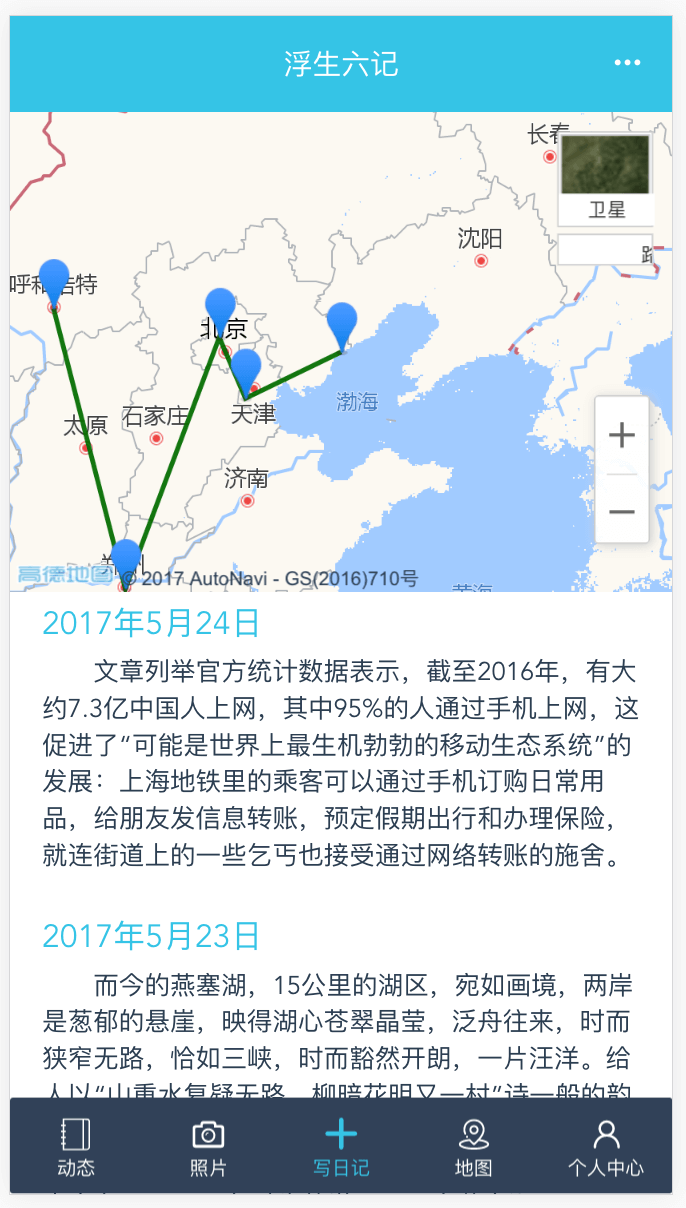 浮生六记
长春
卫星
沈阳
路
呼和浩特
北京
渤海
太原
石家庄
天津
济南
郑州
高德地图
© 2017 AutoNavi - GS(2016)710号
黄海
2017年5月24日
文章列举官方统计数据表示，截至2016年，有大
约7.3亿中国人上网，其中95%的人通过手机上网，这
促进了“可能是世界上最生机勃勃的移动生态系统”的
发展：上海地铁里的乘客可以通过手机订购日常用
品，给朋友发信息转账，预定假期出行和办理保险，
就连街道上的一些乞丐也接受通过网络转账的施舍。
2017年5月23日
而今的燕塞湖，15公里的湖区，宛如画境，两岸
是葱郁的悬崖，映得湖心苍翠晶莹，泛舟往来，时而
狭窄无路，恰如三峡，时而豁然开朗，一片汪洋。给
人以“山重水复疑无路，柳暗花明又一村”诗一般的韵
动态
照片
写日记
地图
个人中心